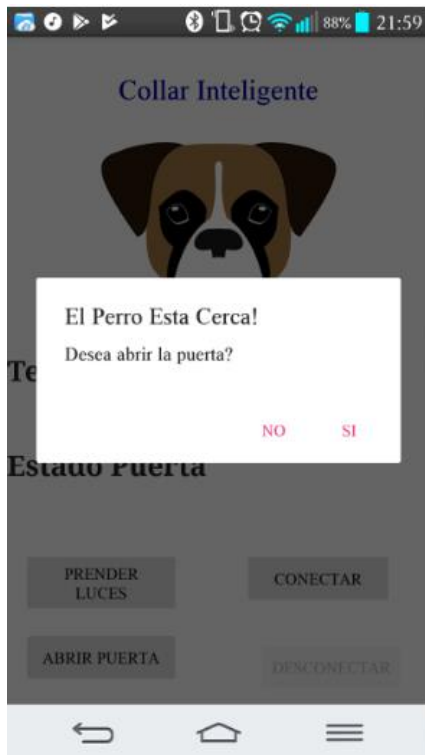 88% 21:59
Collar Inteligente
El Perro Esta Cerca!
Desea abrir la puerta?
Te
NO SI
Estado Puerta
PRENDER
LUCES
CONECTAR
ABRIR PUERTA
DESCONECTAR